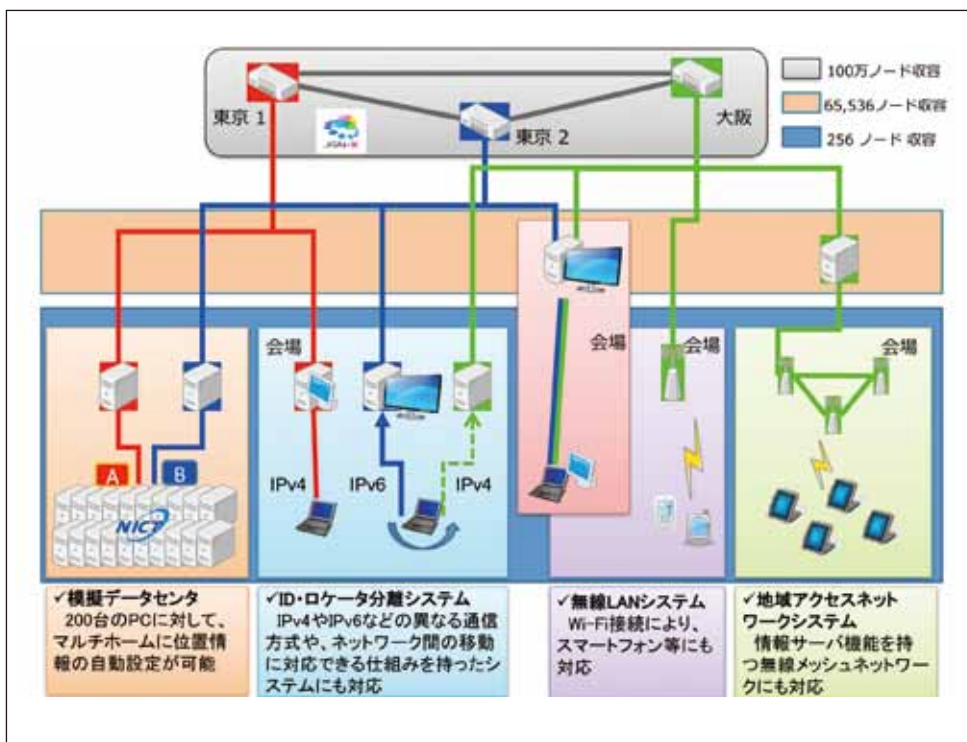 100万ノード収容
65,536ノード収容
256 ノード 収容
東京 1
東京 2
大阪
JGN-X
会場
会場
会場
会場
A
B
NICT
IPv4
IPv6
IPv4
✓模擬データセンタ
200台のPCに対して、
マルチホームに位置情
報の自動設定が可能
✓ID・ロケータ分離システム
IPv4やIPv6などの異なる通信
方式や、ネットワーク間の移動
に対応できる仕組みを持ったシ
ステムにも対応
✓無線LANシステム
Wi-Fi接続により、
スマートフォン等にも
対応
✓地域アクセスネット
ワークシステム
情報サーバ機能を持
つ無線メッシュネットワー
クにも対応